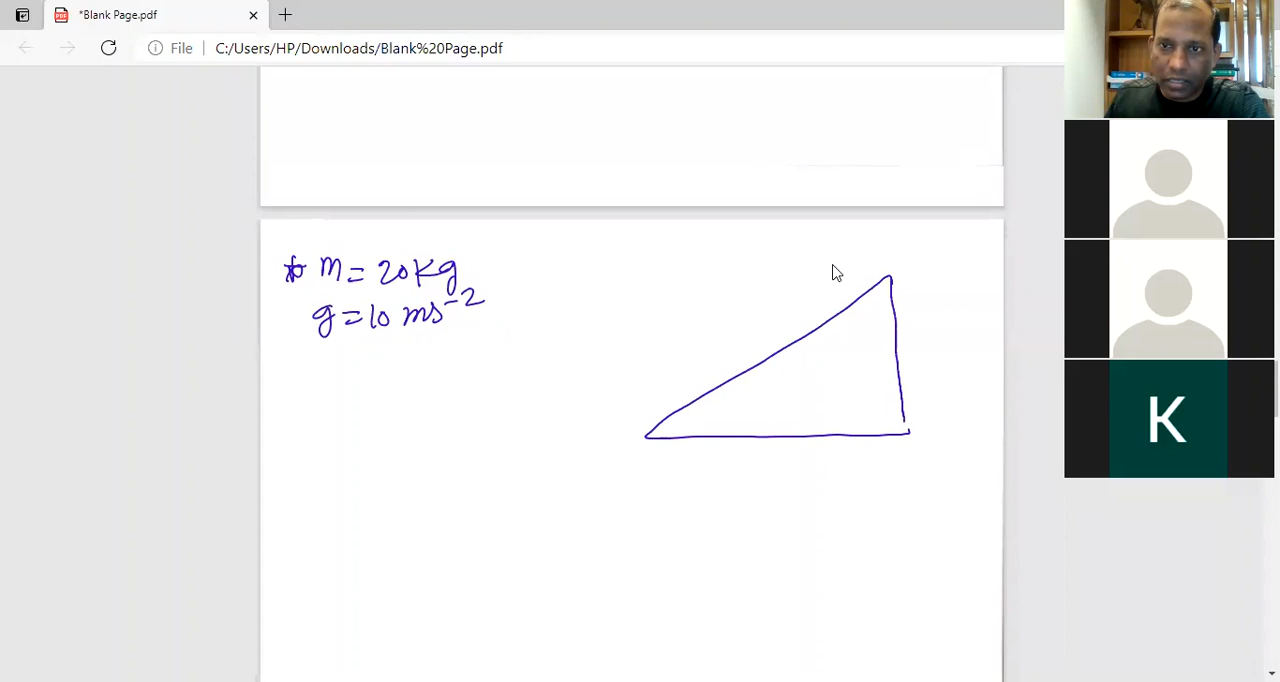 *Blank Page.pdf
File
C:/Users/HP/Downloads/Blank%20Page.pdf
* m = 20 Kg
g = 10 ms⁻²
K